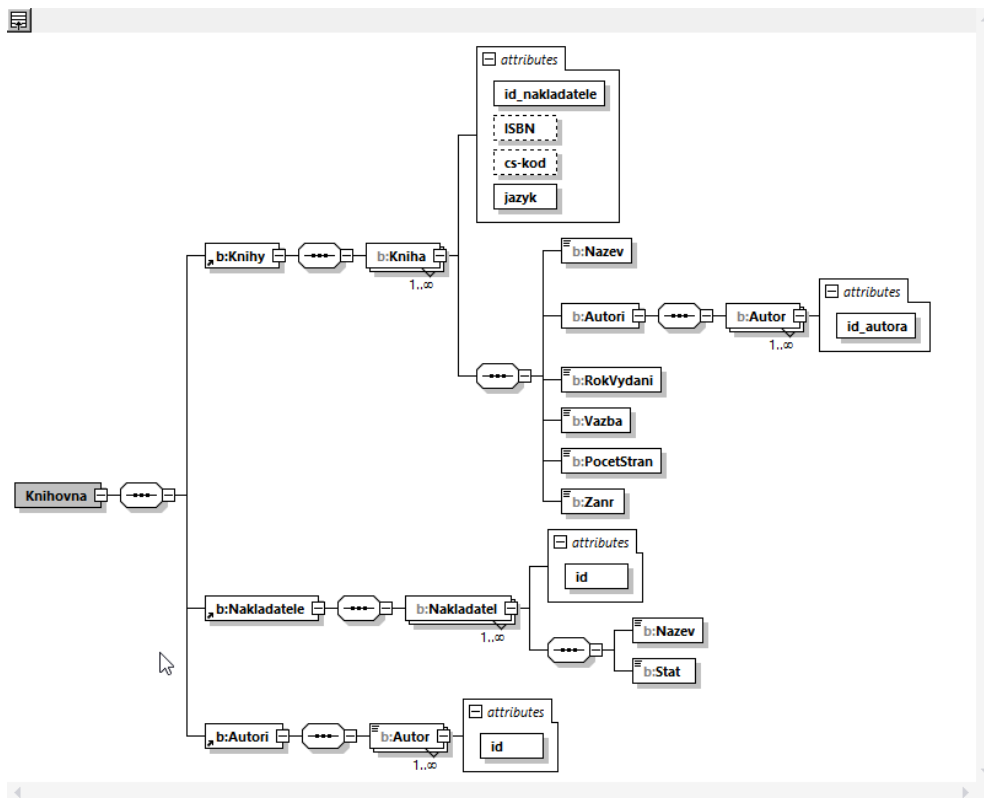 attributes
id_nakladatele
ISBN
cs-kod
jazyk
b:Knihy
b:Kniha
1..∞
b:Nazev
b:Autori
b:Autor
1..∞
attributes
id_autora
b:RokVydani
b:Vazba
b:PocetStran
b:Zanr
Knihovna
b:Nakladatele
b:Nakladatel
1..∞
attributes
id
b:Nazev
b:Stat
b:Autori
b:Autor
1..∞
attributes
id